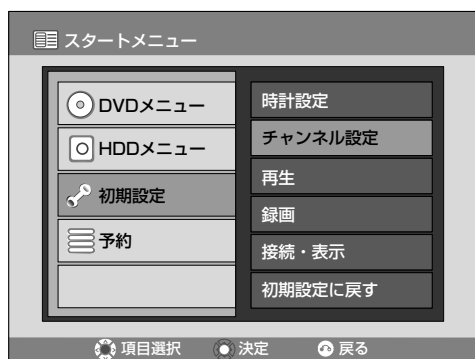 スタートメニュー
DVDメニュー
HDDメニュー
初期設定
予約
時計設定
チャンネル設定
再生
録画
接続・表示
初期設定に戻す
項目選択 決定 戻る